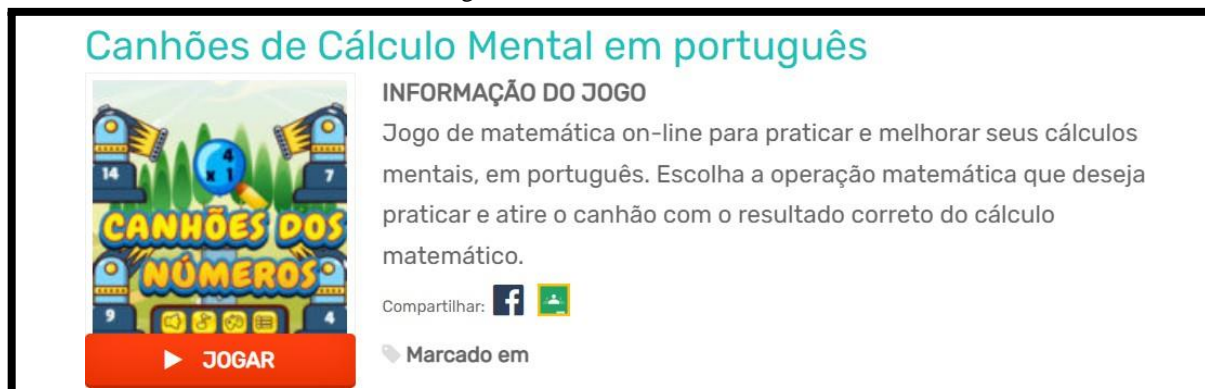 Canhões de Cálculo Mental em português
INFORMAÇÃO DO JOGO
Jogo de matemática on-line para praticar e melhorar seus cálculos
mentais, em português. Escolha a operação matemática que deseja
praticar e atire o canhão com o resultado correto do cálculo
matemático.
Compartilhar:
Marcado em
4
x 1
14
7
CANHÕES DOS
NÚMEROS
9
4
JOGAR